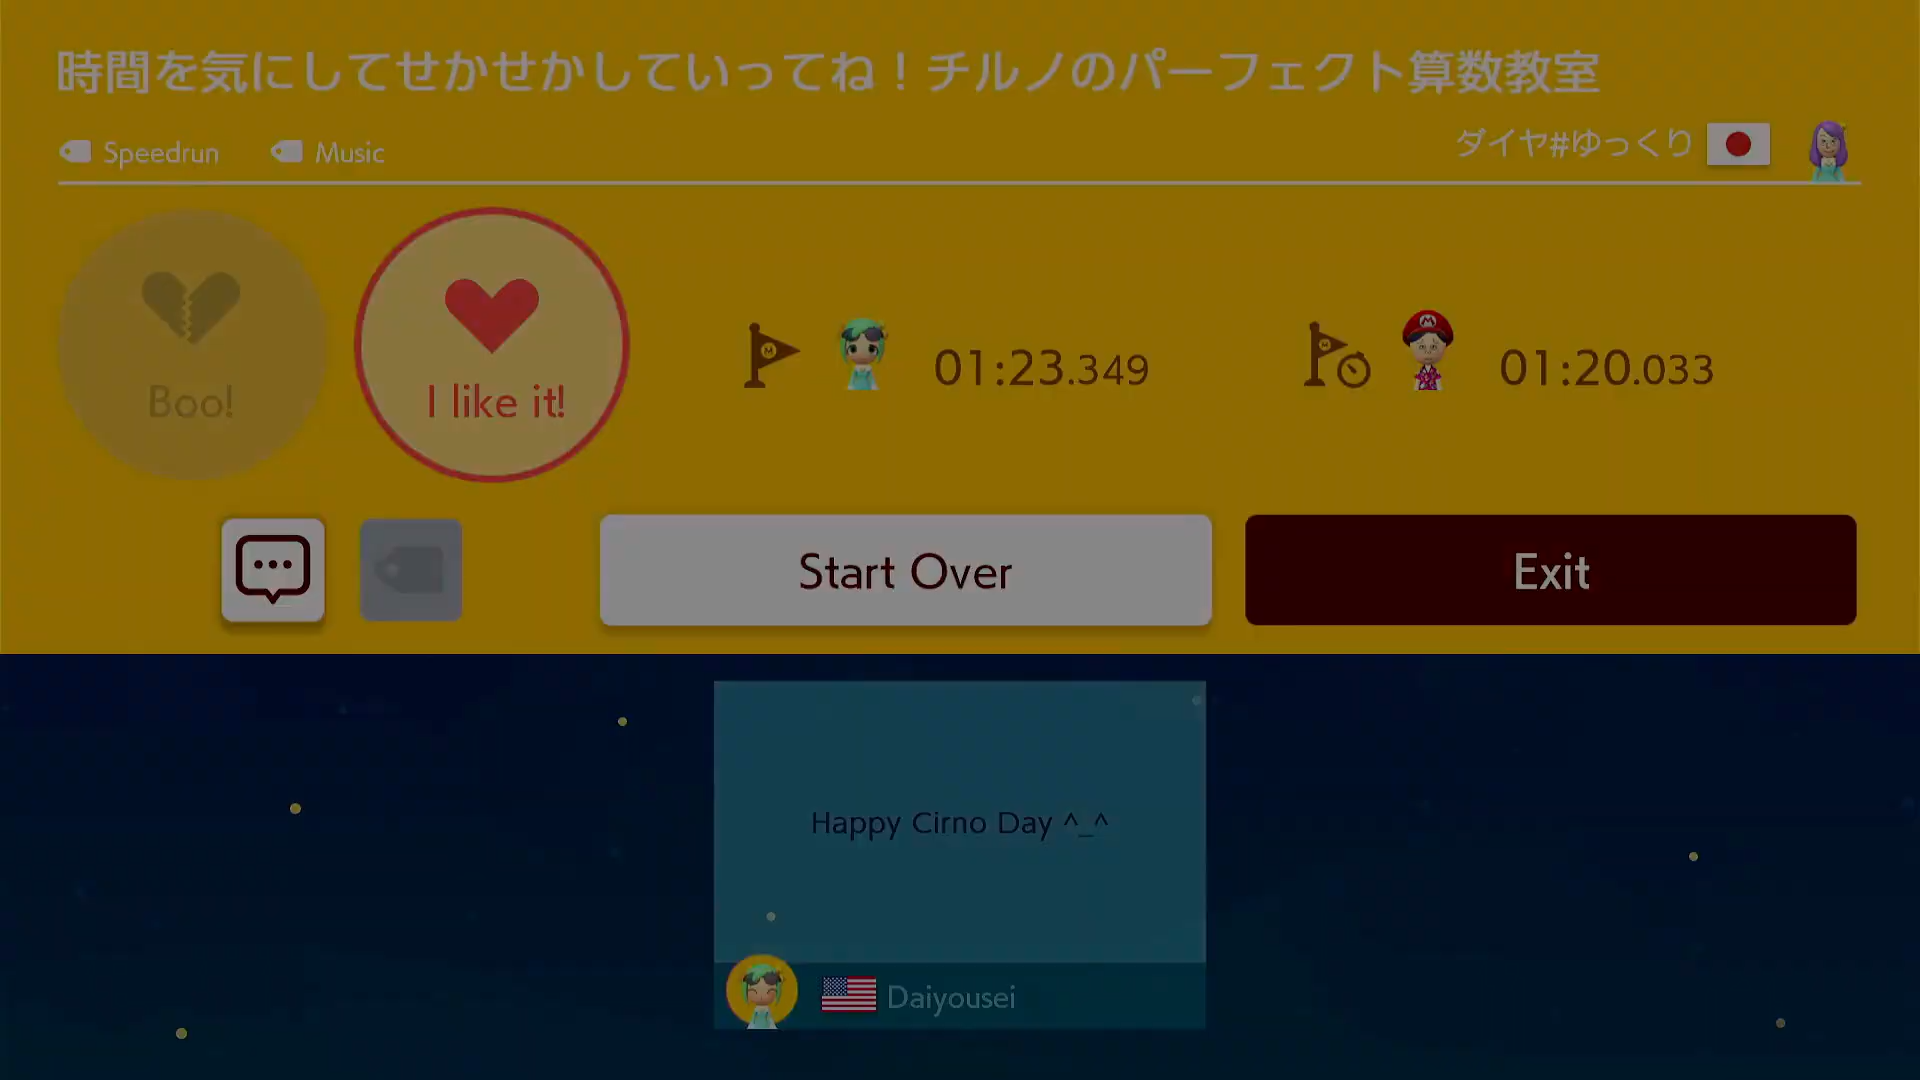 時間を気にしてせかせかしていってね！チルノのパーフェクト算数教室
Speedrun Music
ダイヤ#ゆっくり
Boo!
I like it!
01:23.349
01:20.033
Start Over
Exit
Happy Cirno Day ^_^
Daiyousei